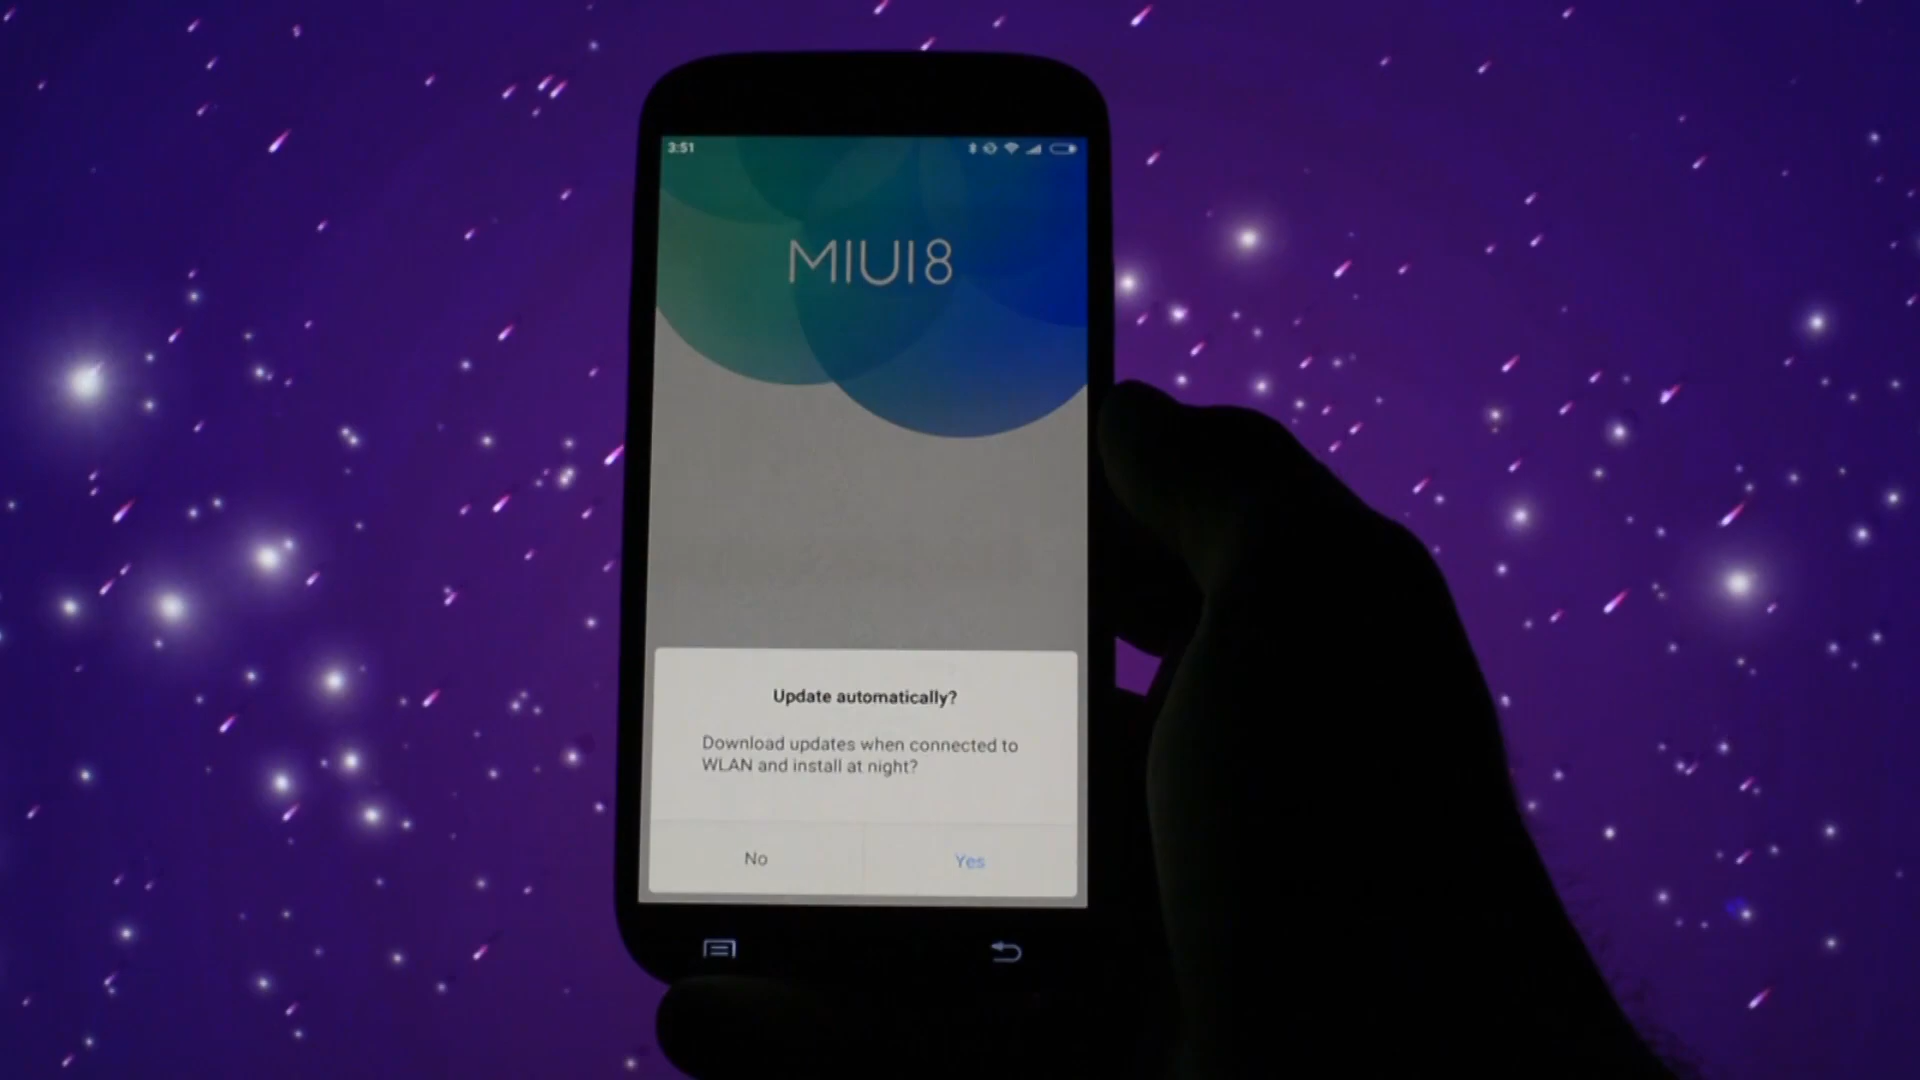 3:51
MIUI8
Update automatically?
Download updates when connected to
WLAN and install at night?
No
Yes